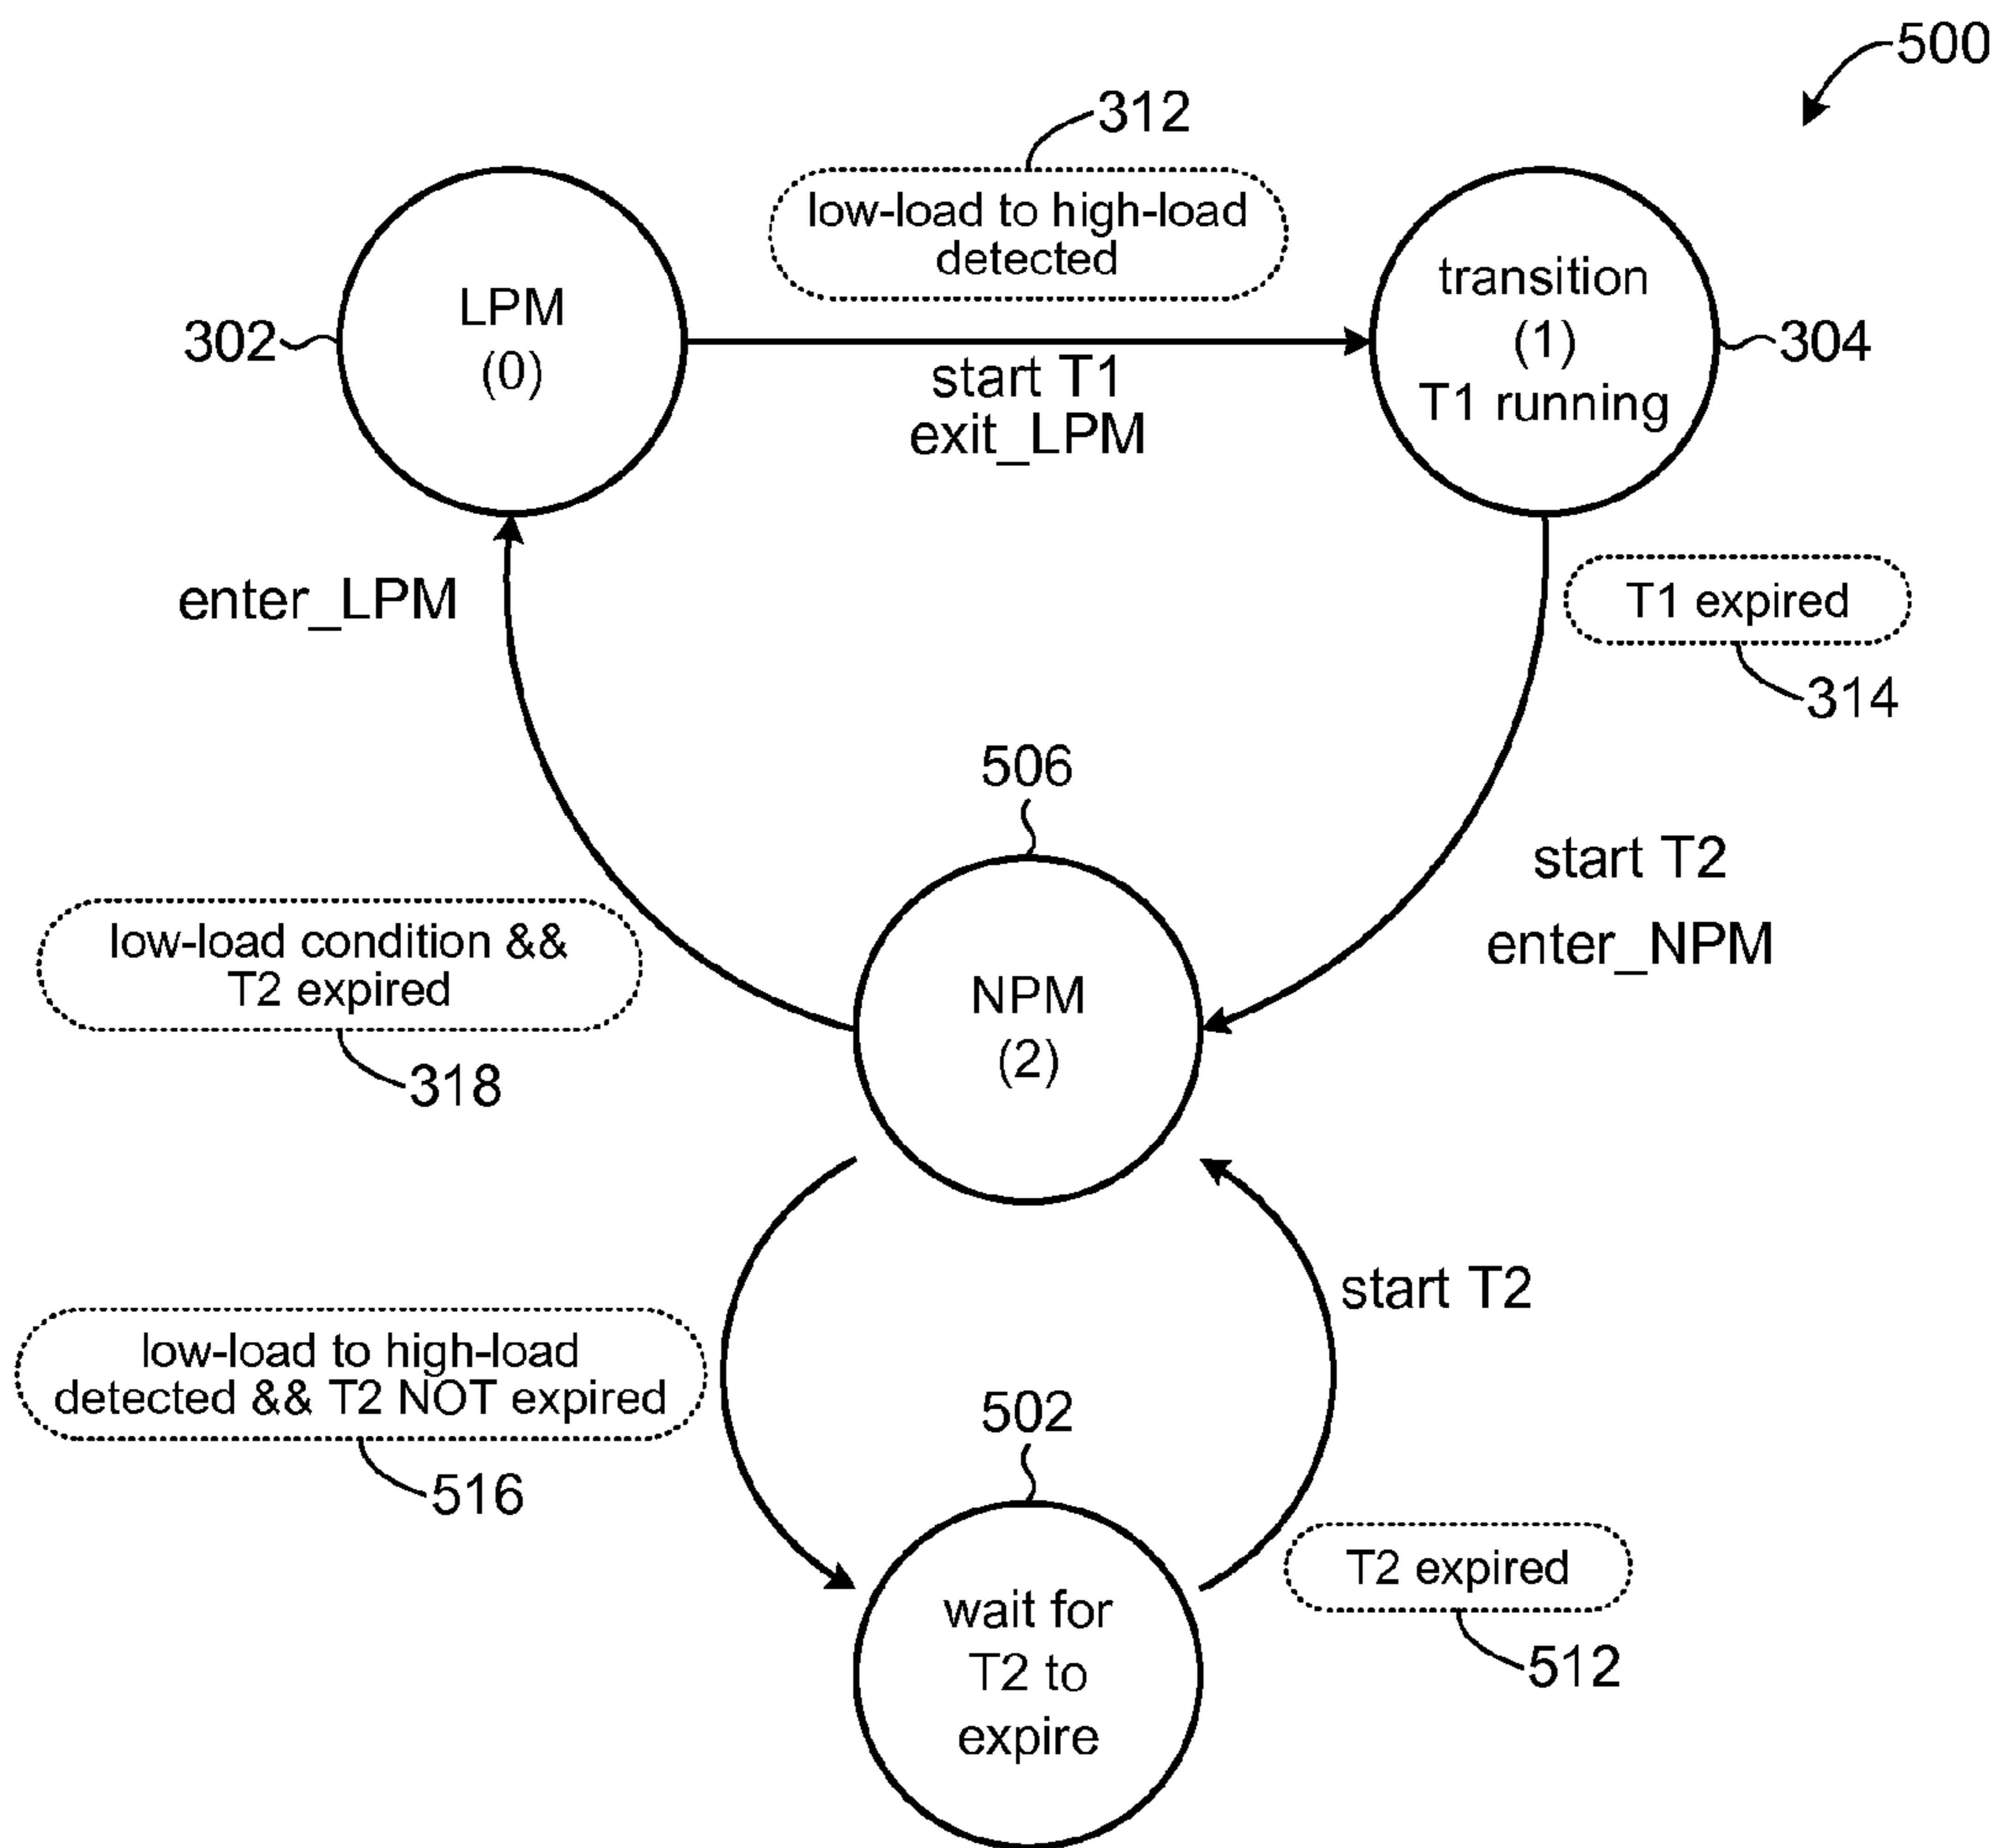 500
312
low-load to high-load
detected
LPM
(0)
302
transition
(1)
T1 running
304
start T1
exit_LPM
enter_LPM
T1 expired
314
506
start T2
enter_NPM
low-load condition &&
T2 expired
318
NPM
(2)
start T2
low-load to high-load
detected && T2 NOT expired
516
502
T2 expired
512
wait for
T2 to
expire